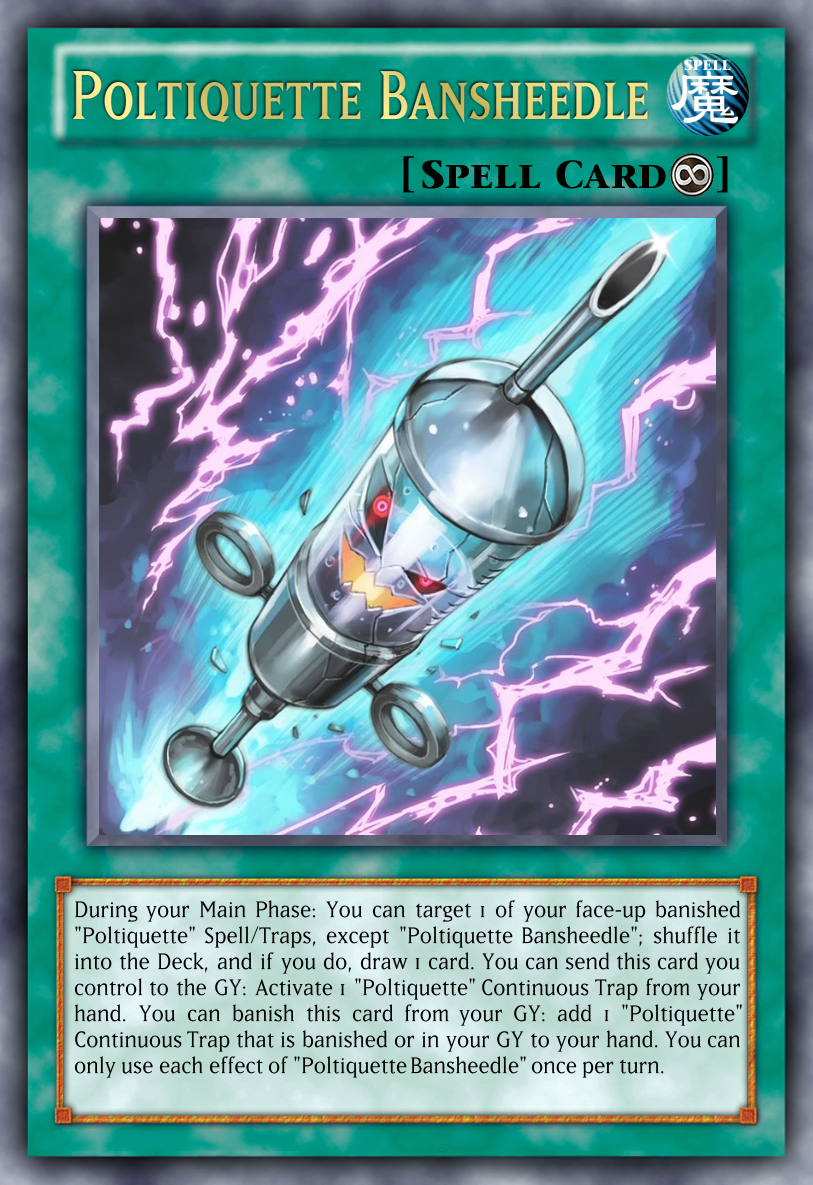 Poltiquette Bansheedle
SPELL
魔
[Spell Card∞]
During your Main Phase: You can target 1 of your face-up banished
"Poltiquette" Spell/Traps, except "Poltiquette Bansheedle"; shuffle it
into the Deck, and if you do, draw 1 card. You can send this card you
control to the GY: Activate 1 "Poltiquette" Continuous Trap from your
hand. You can banish this card from your GY: add 1 "Poltiquette"
Continuous Trap that is banished or in your GY to your hand. You can
only use each effect of "Poltiquette Bansheedle" once per turn.